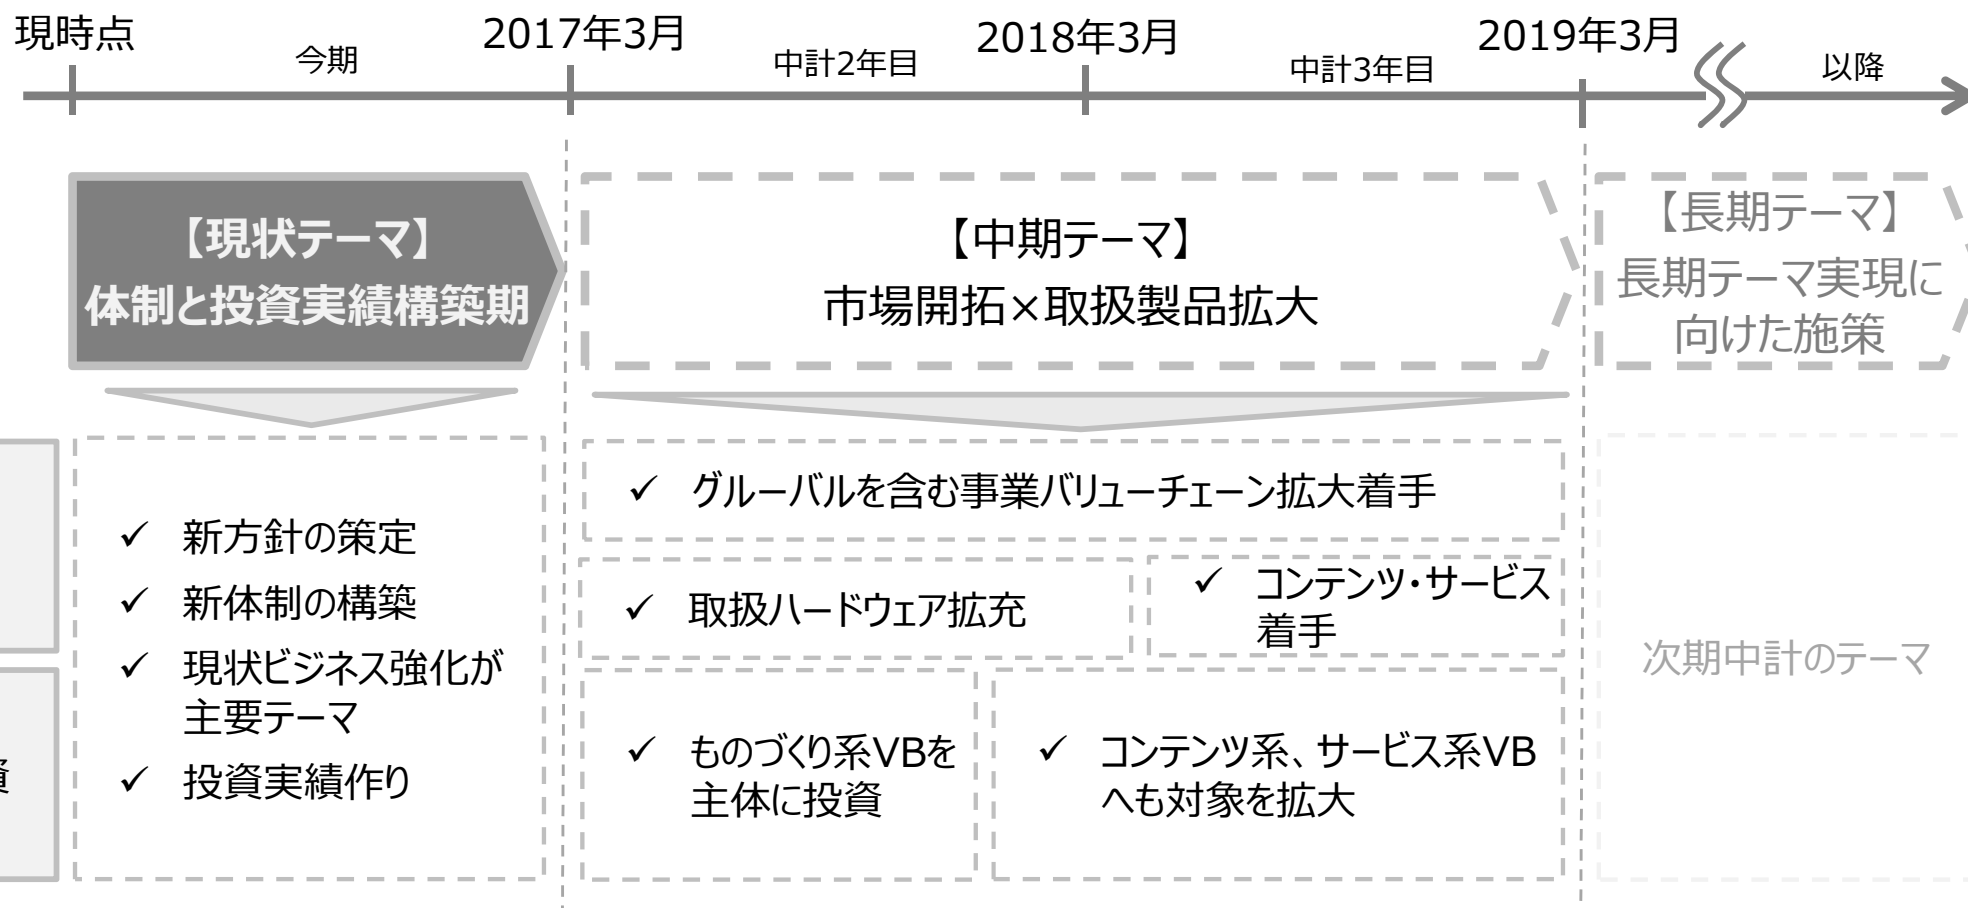 現時点
今期
2017年3月
中計2年目
2018年3月
中計3年目
2019年3月
以降
【現状テーマ】
体制と投資実績構築期
【中期テーマ】
市場開拓×取扱製品拡大
【長期テーマ】
長期テーマ実現に
向けた施策
✓ 新方針の策定
✓ 新体制の構築
✓ 現状ビジネス強化が
主要テーマ
✓ 投資実績作り
✓ グルーバルを含む事業バリューチェーン拡大着手
✓ 取扱ハードウェア拡充
✓ コンテンツ・サービス
着手
✓ ものづくり系VBを
主体に投資
✓ コンテンツ系、サービス系VB
へも対象を拡大
次期中計のテーマ